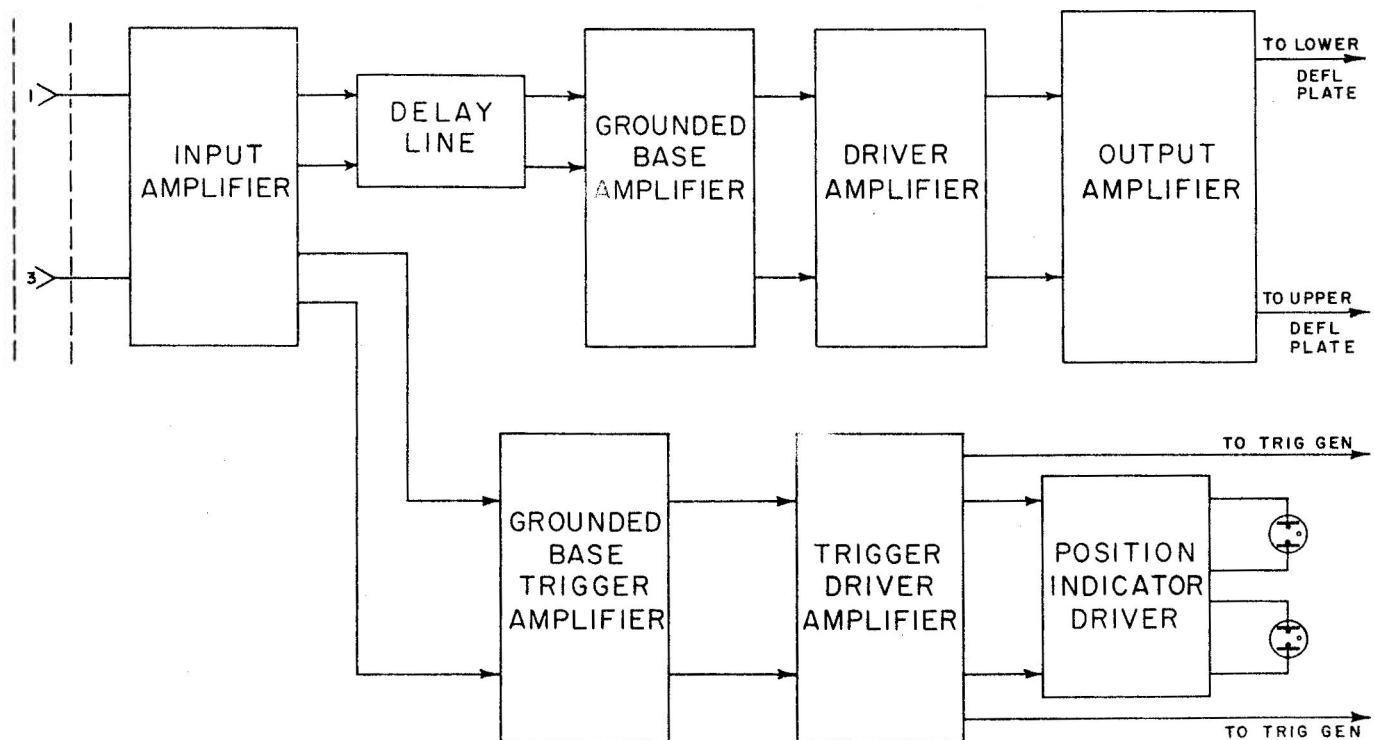 1
3
INPUT
AMPLIFIER
DELAY
LINE
GROUNDED
BASE
AMPLIFIER
DRIVER
AMPLIFIER
OUTPUT
AMPLIFIER
TO LOWER
DEFL
PLATE
TO UPPER
DEFL
PLATE
GROUNDED
BASE
TRIGGER
AMPLIFIER
TRIGGER
DRIVER
AMPLIFIER
TO TRIG GEN
POSITION
INDICATOR
DRIVER
TO TRIG GEN